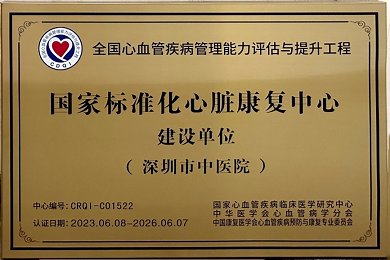 全国心血管疾病管理能力评估与提升工程
CDQI
国家标准化心脏康复中心
建设单位
（深圳市中医院）
中心编号：CRQI-C01522
认证日期：2023.06.08-2026.06.07
国家心血管疾病临床医学研究中心
中华医学会心血管病学分会
中国康复医学会心血管疾病预防与康复专业委员会